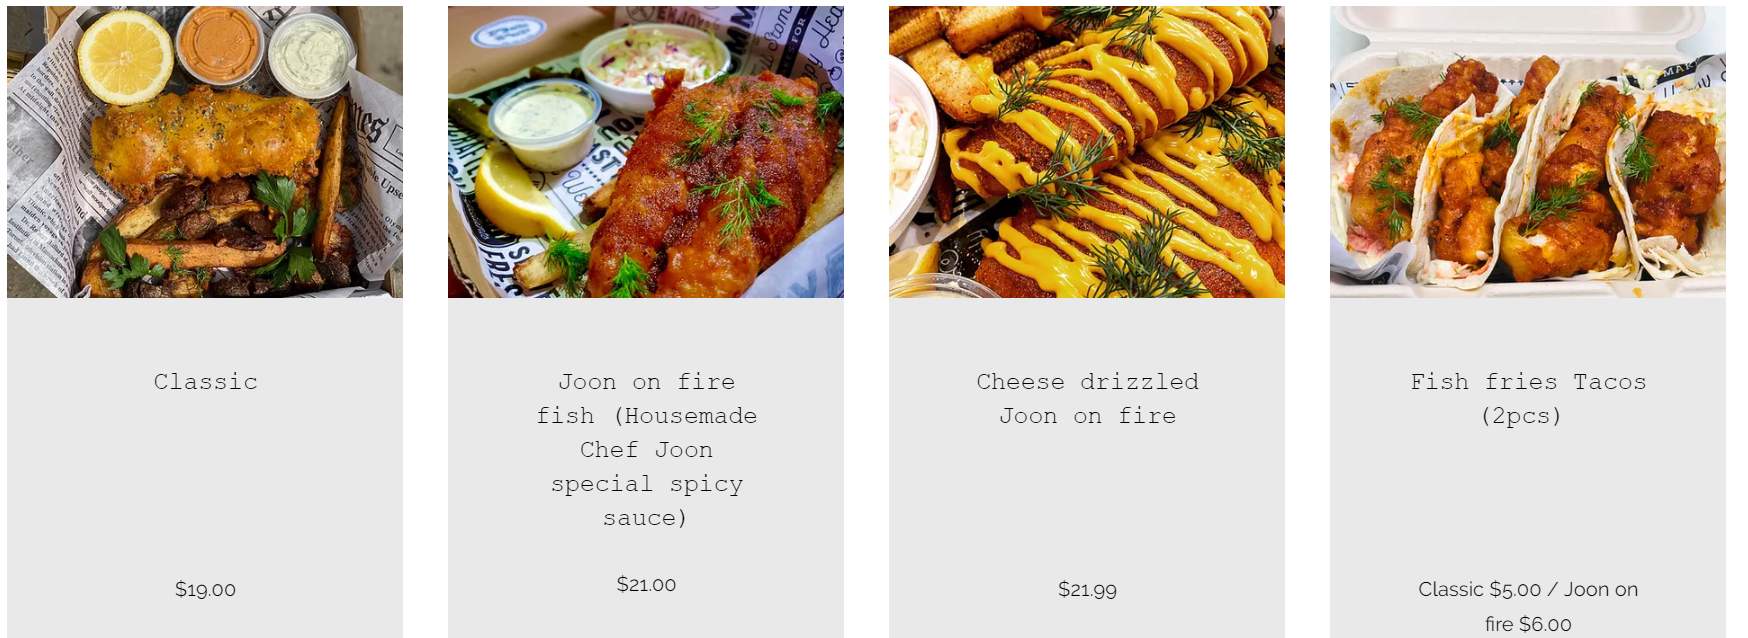 Classic
$19.00
Joon on fire
fish (Housemade
Chef Joon
special spicy
sauce)
$21.00
Cheese drizzled
Joon on fire
$21.99
Fish fries Tacos
(2pcs)
Classic $5.00 / Joon on
fire $6.00